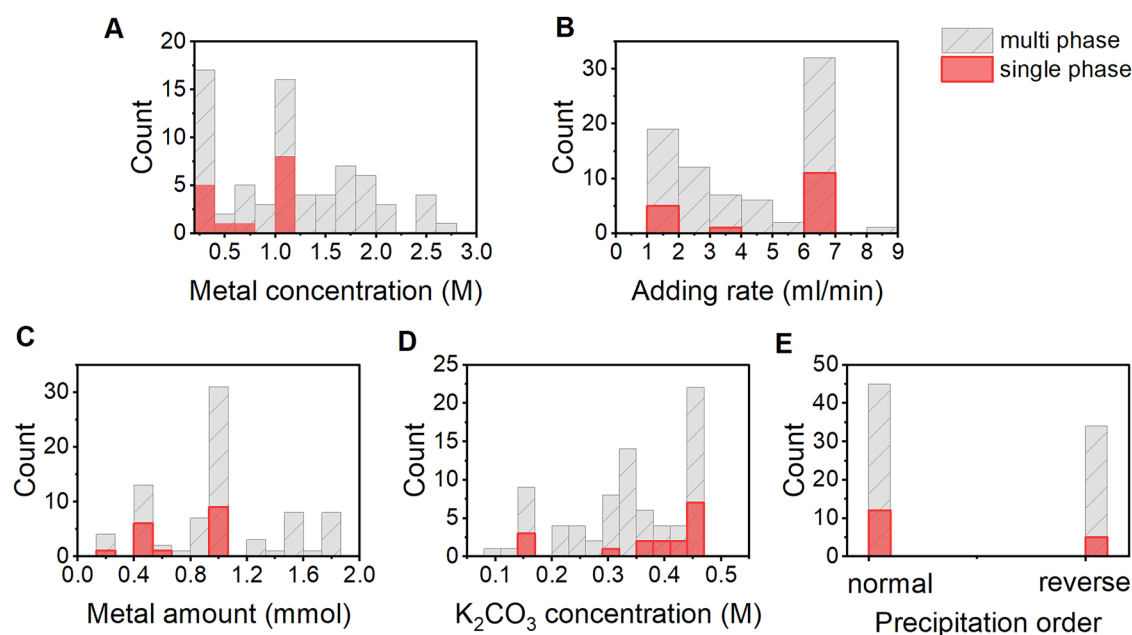 A
20
15
10
5
0
Count
0.5 1.0 1.5 2.0 2.5 3.0
Metal concentration (M)
B
30
20
10
0
Count
0 1 2 3 4 5 6 7 8 9
Adding rate (ml/min)
multi phase
single phase
C
30
20
10
0
Count
0.0 0.4 0.8 1.2 1.6 2.0
Metal amount (mmol)
D
25
20
15
10
5
0
Count
0.1 0.2 0.3 0.4 0.5
K₂CO₃ concentration (M)
E
50
40
30
20
10
0
Count
normal reverse
Precipitation order